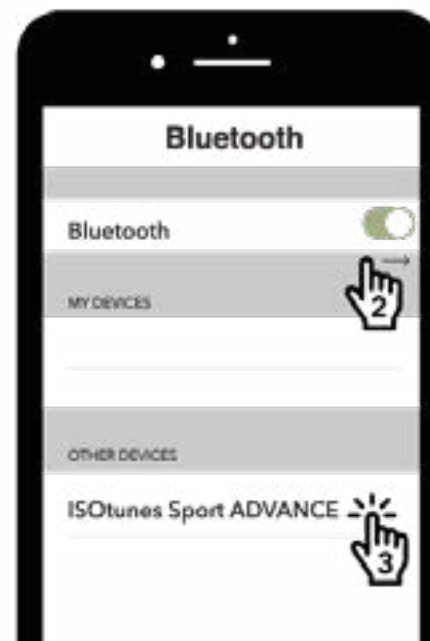 Bluetooth
Bluetooth
2
MY DEVICES
OTHER DEVICES
ISOtunes Sport ADVANCE
3